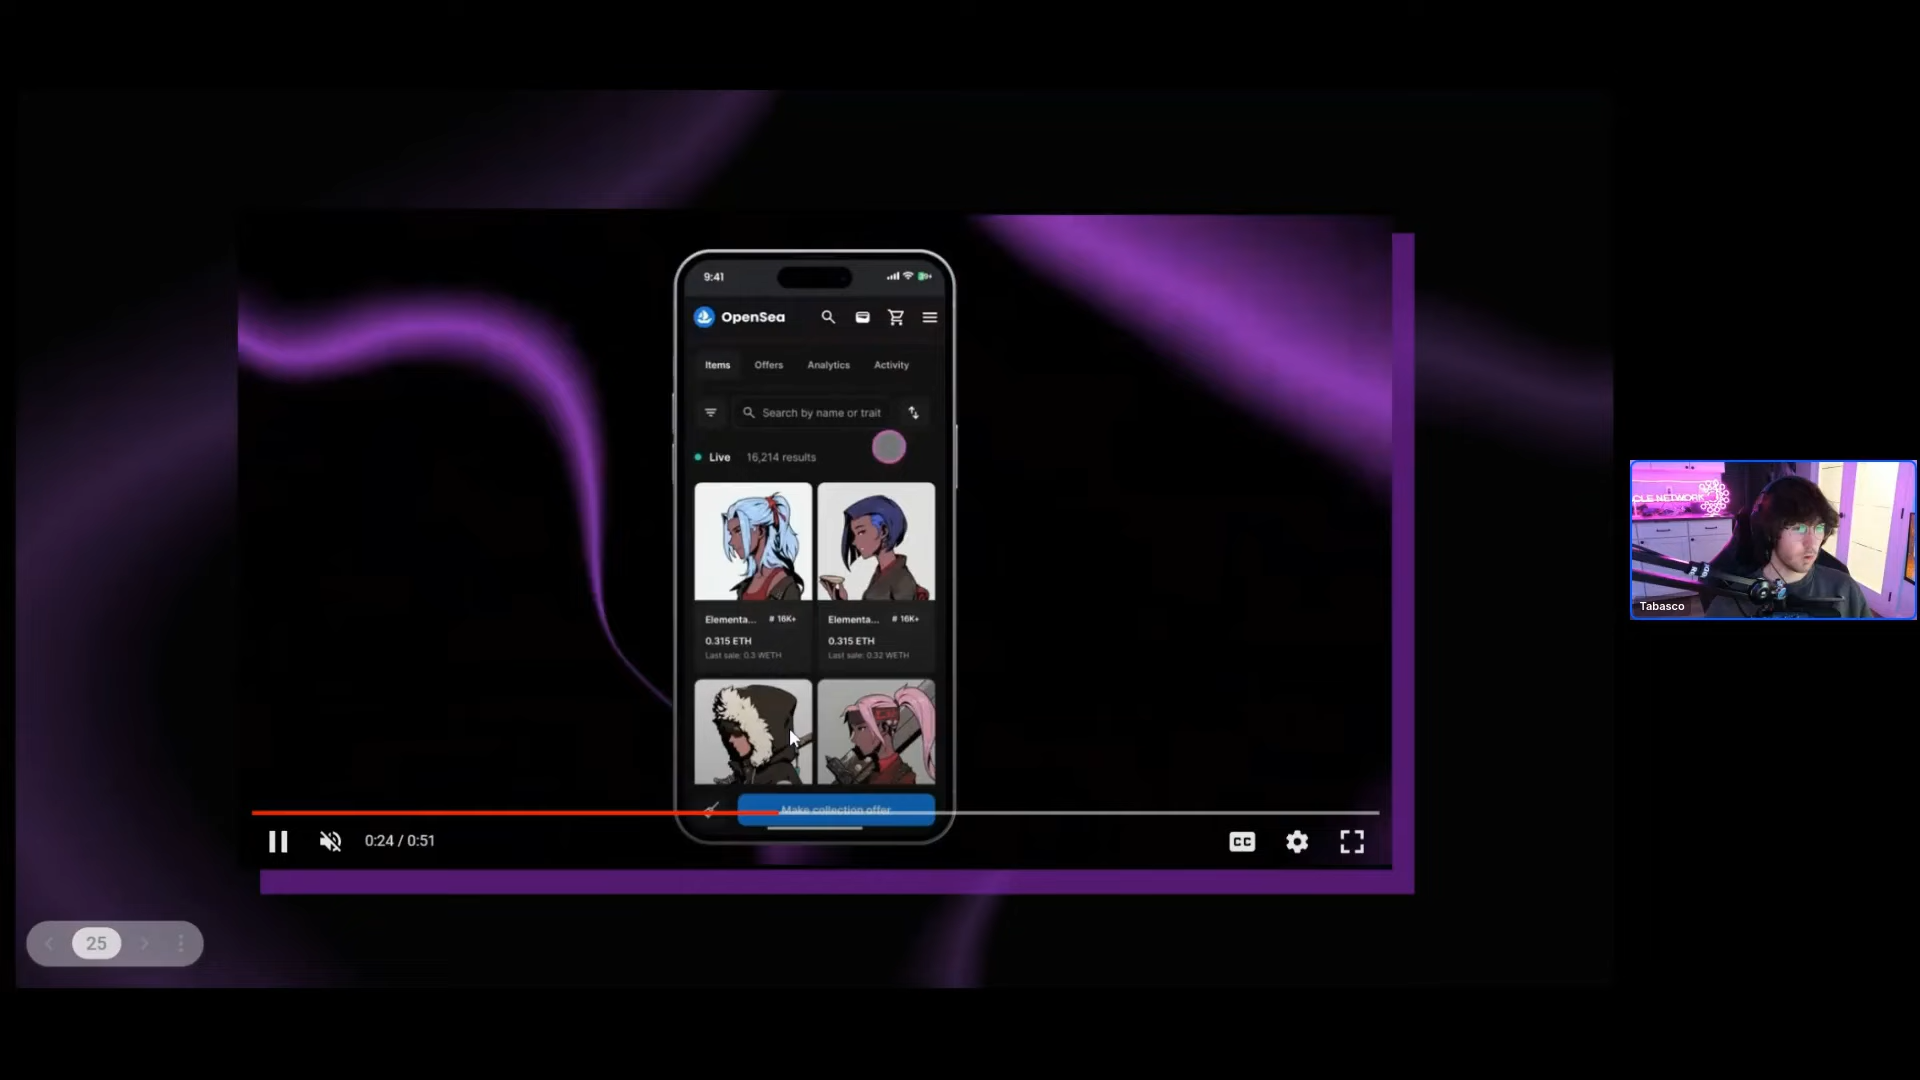 9:41
OpenSea
Items Offers Analytics Activity
Search by name or trait
Live 16,214 results
Elementa... # 16K+
0.315 ETH
Last sale: 0.3 WETH
Elementa... # 16K+
0.315 ETH
Last sale: 0.32 WETH
Make collection offer
0:24 / 0:51
CC
25
CLE NETWORK
Tabasco